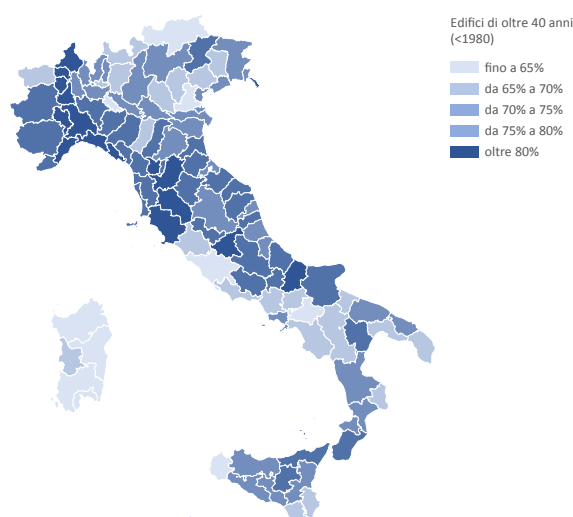 Edifici di oltre 40 anni
(<1980)
fino a 65%
da 65% a 70%
da 70% a 75%
da 75% a 80%
oltre 80%